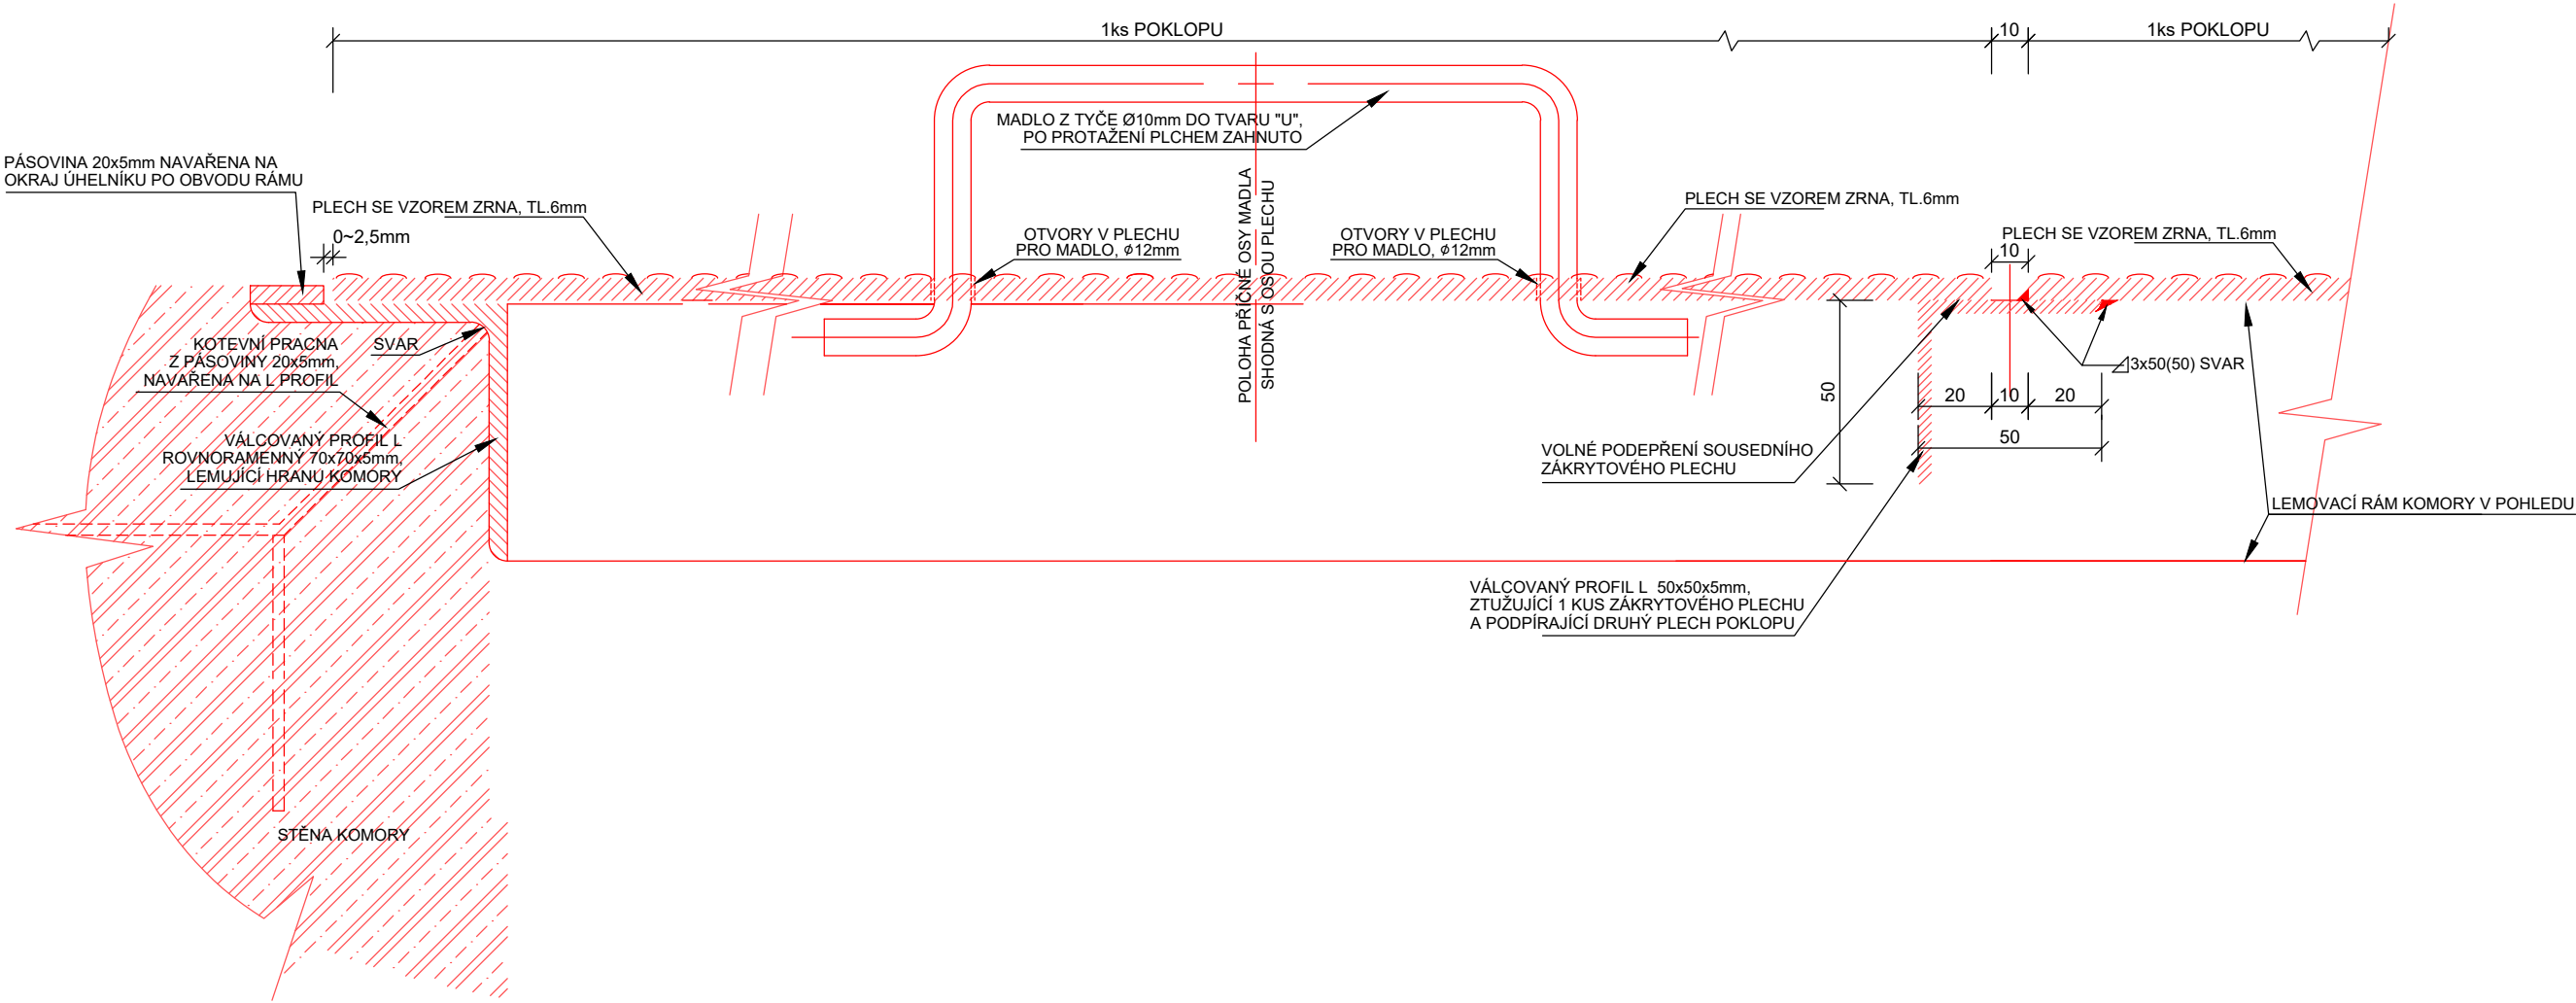 1ks POKLOPU
10
1ks POKLOPU
MADLO Z TYČE Ø10mm DO TVARU "U",
PO PROTAŽENÍ PLCHEM ZAHNUTO
PÁSOVINA 20x5mm NAVAŘENA NA
OKRAJ ÚHELNÍKU PO OBVODU RÁMU
PLECH SE VZOREM ZRNA, TL.6mm
0~2,5mm
OTVORY V PLECHU
PRO MADLO, ø12mm
POLOHA PŘÍČNÉ OSY MADLA
SHODNÁ S OSOU PLECHU
OTVORY V PLECHU
PRO MADLO, ø12mm
PLECH SE VZOREM ZRNA, TL.6mm
PLECH SE VZOREM ZRNA, TL.6mm
10
KOTEVNÍ PRACNA
Z PÁSOVINY 20x5mm,
NAVAŘENA NA L PROFIL
SVAR
3x50(50) SVAR
50
20
10
20
50
VÁLCOVANÝ PROFIL L
ROVNORAMENNÝ 70x70x5mm,
LEMUJÍCÍ HRANU KOMORY
VOLNÉ PODEPŘENÍ SOUSEDNÍHO
ZÁKRYTOVÉHO PLECHU
LEMOVACÍ RÁM KOMORY V POHLEDU
VÁLCOVANÝ PROFIL L 50x50x5mm,
ZTUŽUJÍCÍ 1 KUS ZÁKRYTOVÉHO PLECHU
A PODPÍRAJÍCÍ DRUHÝ PLECH POKLOPU
STĚNA KOMORY